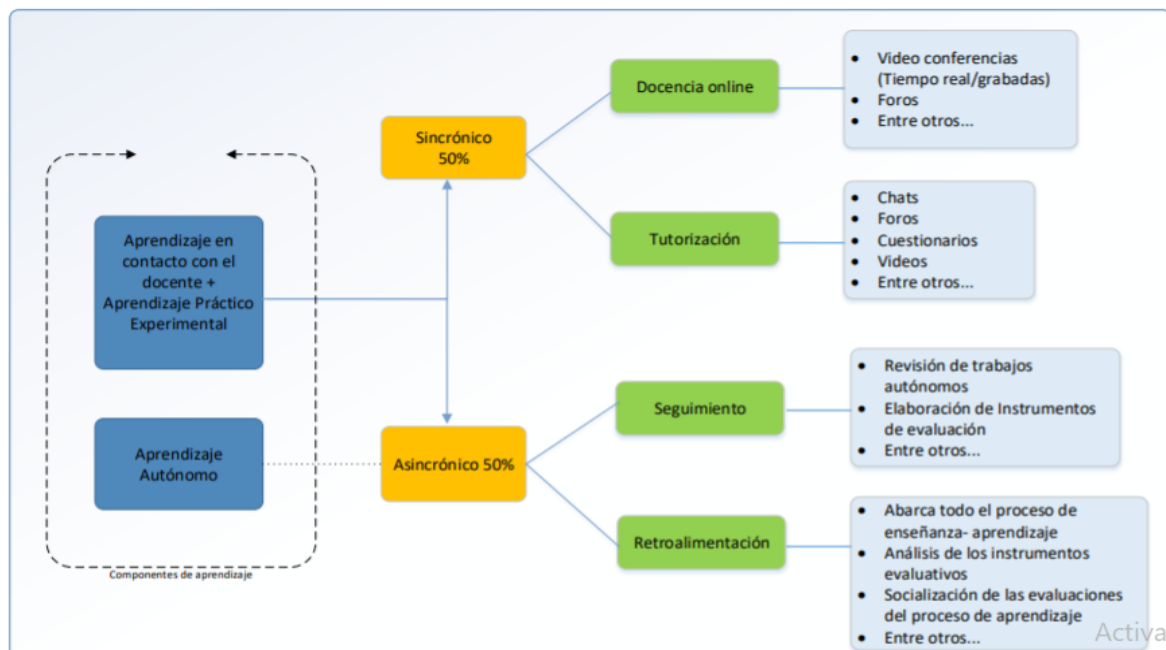 Aprendizaje en
contacto con el
docente +
Aprendizaje Práctico
Experimental
Aprendizaje
Autónomo
Componentes de aprendizaje
Sincrónico
50%
Asincrónico 50%
Docencia online
Tutorización
Seguimiento
Retroalimentación
• Video conferencias
(Tiempo real/grabadas)
• Foros
• Entre otros...
• Chats
• Foros
• Cuestionarios
• Videos
• Entre otros...
• Revisión de trabajos
autónomos
• Elaboración de Instrumentos
de evaluación
• Entre otros...
• Abarca todo el proceso de
enseñanza- aprendizaje
• Análisis de los instrumentos
evaluativos
• Socialización de las evaluaciones
del proceso de aprendizaje
• Entre otros...
Activa